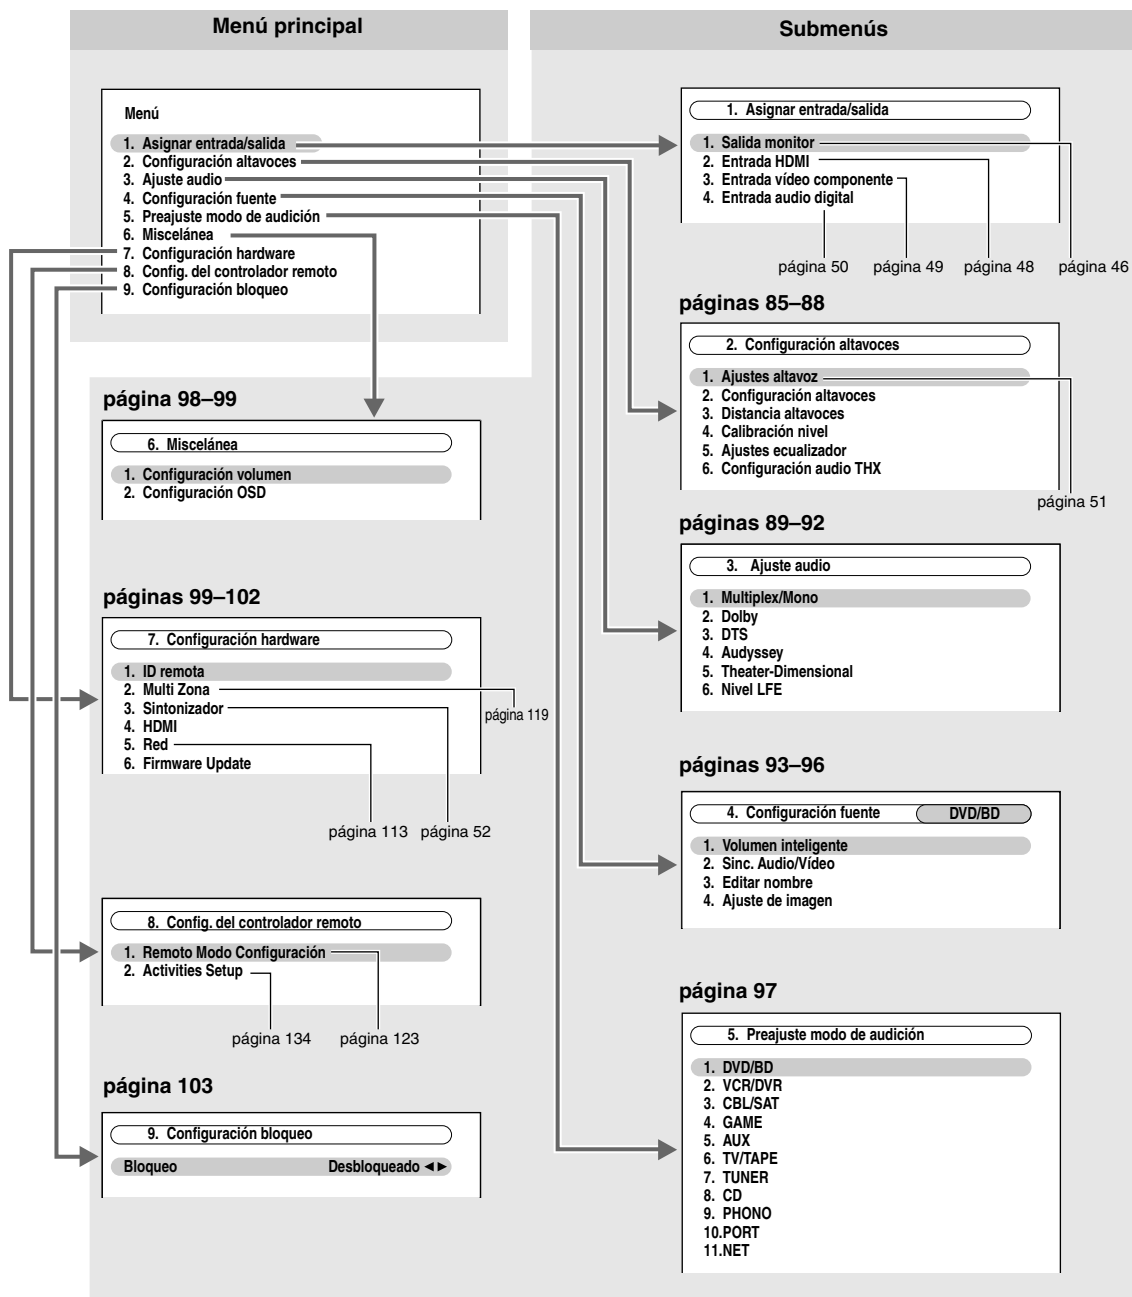 Menú principal
Submenús
Menú
1. Asignar entrada/salida
2. Configuración altavoces
3. Ajuste audio
4. Configuración fuente
5. Preajuste modo de audición
6. Miscelánea
7. Configuración hardware
8. Config. del controlador remoto
9. Configuración bloqueo
1. Asignar entrada/salida
1. Salida monitor
2. Entrada HDMI
3. Entrada vídeo componente
4. Entrada audio digital
página 50 página 49 página 48 página 46
páginas 85–88
2. Configuración altavoces
1. Ajustes altavoz
2. Configuración altavoces
3. Distancia altavoces
4. Calibración nivel
5. Ajustes ecualizador
6. Configuración audio THX
página 51
páginas 89–92
3. Ajuste audio
1. Multiplex/Mono
2. Dolby
3. DTS
4. Audyssey
5. Theater-Dimensional
6. Nivel LFE
páginas 93–96
4. Configuración fuente DVD/BD
1. Volumen inteligente
2. Sinc. Audio/Vídeo
3. Editar nombre
4. Ajuste de imagen
página 97
5. Preajuste modo de audición
1. DVD/BD
2. VCR/DVR
3. CBL/SAT
4. GAME
5. AUX
6. TV/TAPE
7. TUNER
8. CD
9. PHONO
10.PORT
11.NET
página 98–99
6. Miscelánea
1. Configuración volumen
2. Configuración OSD
páginas 99–102
7. Configuración hardware
1. ID remota
2. Multi Zona
3. Sintonizador
4. HDMI
5. Red
6. Firmware Update
página 119
página 113 página 52
8. Config. del controlador remoto
1. Remoto Modo Configuración
2. Activities Setup
página 134 página 123
página 103
9. Configuración bloqueo
Bloqueo Desbloqueado ◄►